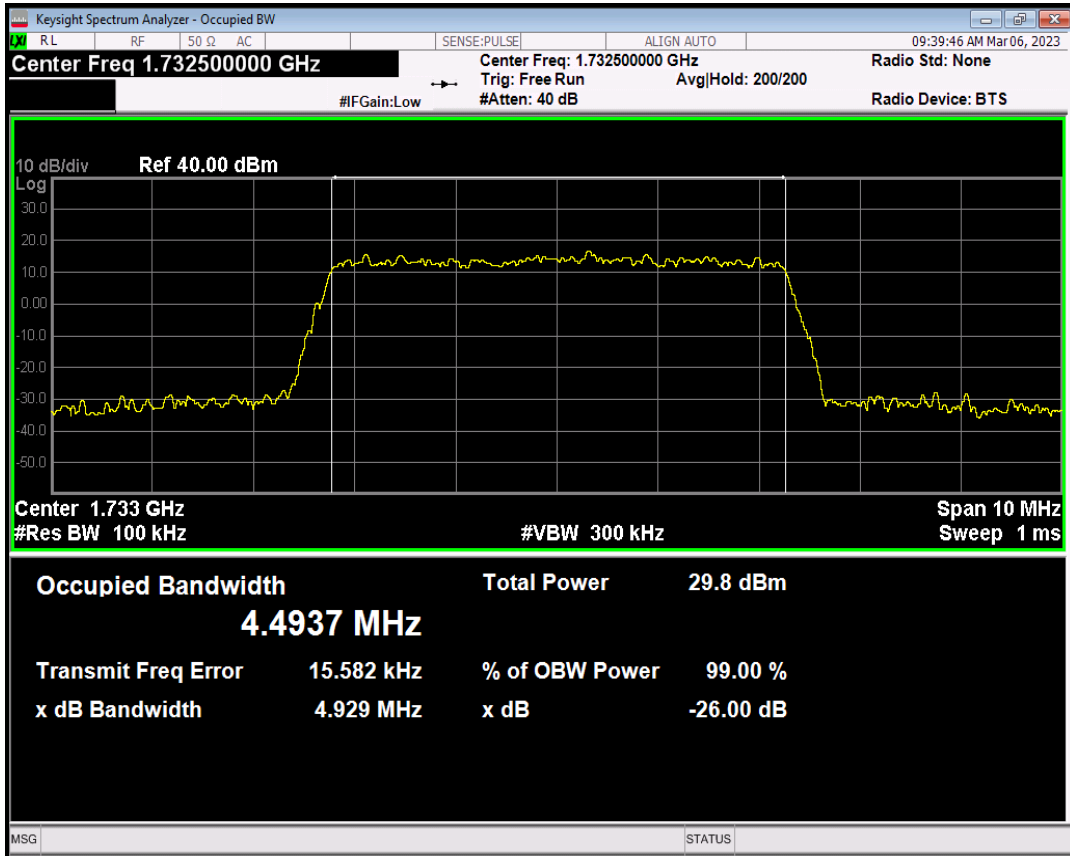 Keysight Spectrum Analyzer - Occupied BW
LXI RL RF 50 Ω AC SENSE:PULSE ALIGN AUTO 09:39:46 AM Mar 06, 2023
Center Freq 1.732500000 GHz Center Freq: 1.732500000 GHz Radio Std: None
Trig: Free Run Avg|Hold: 200/200
#IFGain:Low #Atten: 40 dB Radio Device: BTS
10 dB/div Ref 40.00 dBm
Log
30.0
20.0
10.0
0.00
-10.0
-20.0
-30.0
-40.0
-50.0
Center 1.733 GHz Span 10 MHz
#Res BW 100 kHz #VBW 300 kHz Sweep 1 ms
Occupied Bandwidth Total Power 29.8 dBm
4.4937 MHz
Transmit Freq Error 15.582 kHz % of OBW Power 99.00 %
x dB Bandwidth 4.929 MHz x dB -26.00 dB
MSG STATUS